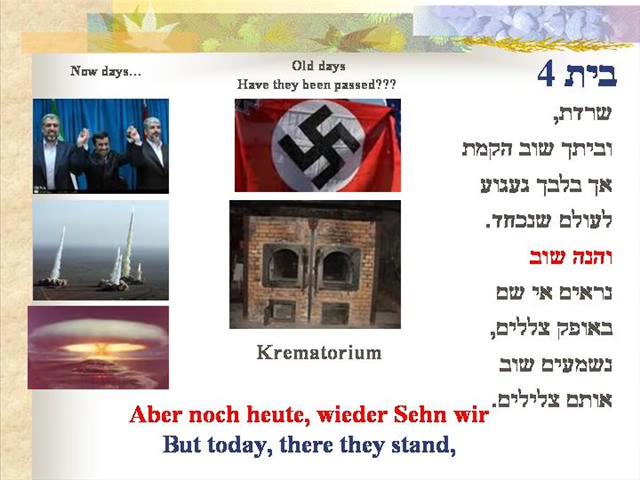 Now days...
Old days
Have they been passed???
Krematorium
בית 4
שרדת,
וביתך שוב הקמת
אך בלבך געגוע
לעולם שנכחד.
והנה שוב
נראים אי שם
באופק צללים,
נשמעים שוב
אותם צלילים.
Aber noch heute, wieder Sehn wir
But today, there they stand,